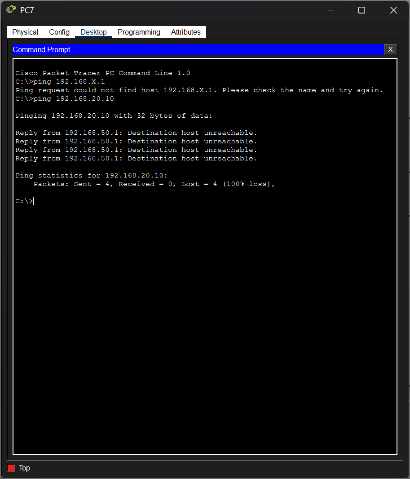 PC7
Physical Config Desktop Programming Attributes
Command Prompt X
Cisco Packet Tracer PC Command Line 1.0
C:\>ping 192.168.X.1
Ping request could not find host 192.168.X.1. Please check the name and try again.
C:\>ping 192.168.20.10
Pinging 192.168.20.10 with 32 bytes of data:
Reply from 192.168.50.1: Destination host unreachable.
Reply from 192.168.50.1: Destination host unreachable.
Reply from 192.168.50.1: Destination host unreachable.
Reply from 192.168.50.1: Destination host unreachable.
Ping statistics for 192.168.20.10:
Packets: Sent = 4, Received = 0, Lost = 4 (100% loss),
C:\>
Top